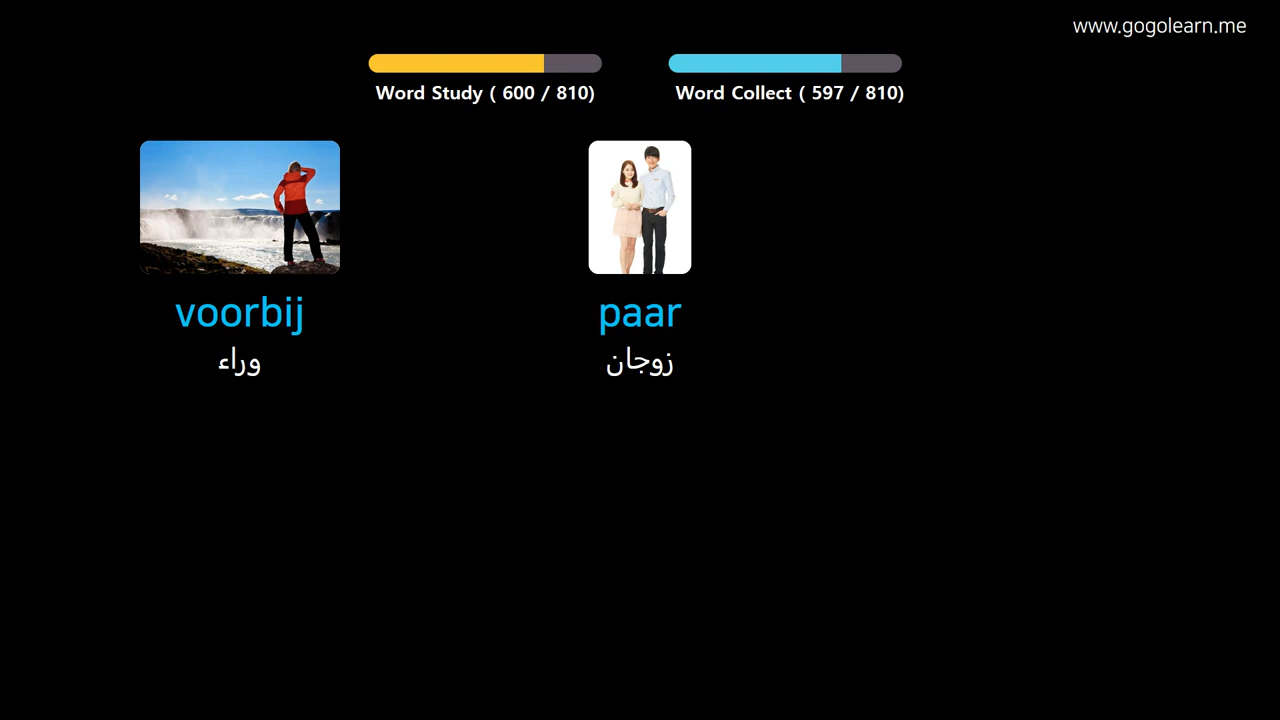 www.gogolearn.me
Word Study ( 600 / 810)
Word Collect ( 597 / 810)
voorbij
paar
وراء
زوجان